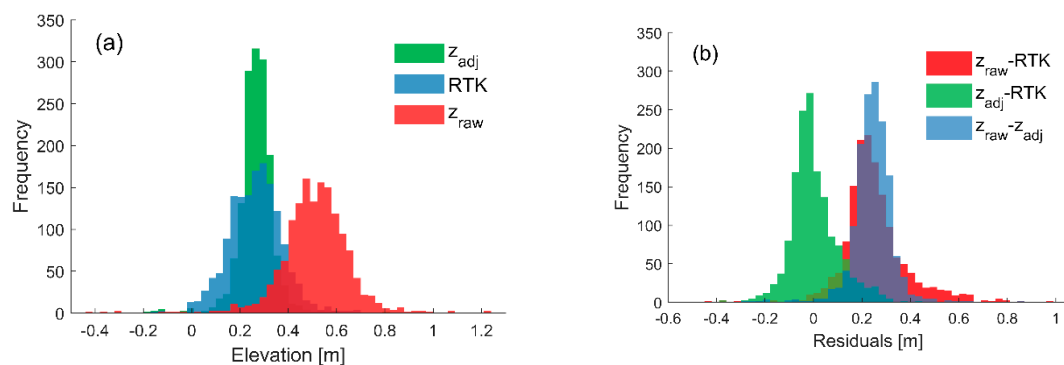 (a)
z_adj
RTK
z_raw
Frequency
350
300
250
200
150
100
50
0
-0.4 -0.2 0 0.2 0.4 0.6 0.8 1 1.2
Elevation [m]
(b)
z_raw-RTK
z_adj-RTK
z_raw-z_adj
Frequency
350
300
250
200
150
100
50
0
-0.6 -0.4 -0.2 0 0.2 0.4 0.6 0.8 1
Residuals [m]